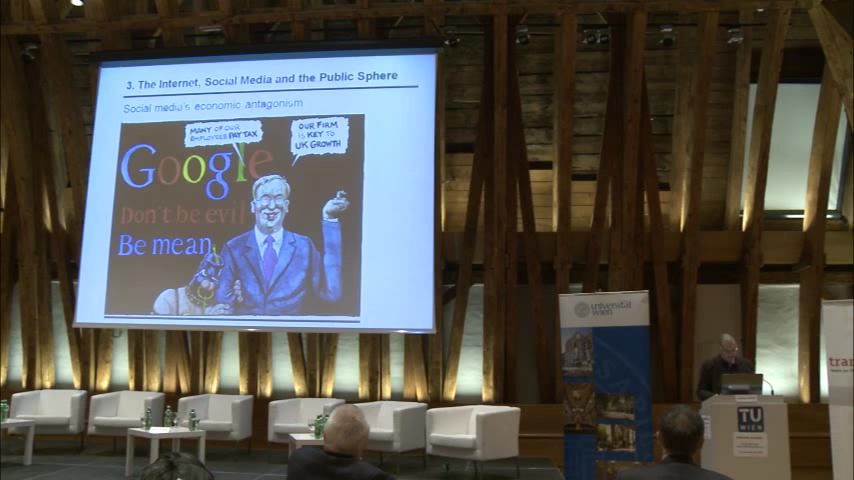 3. The Internet, Social Media and the Public Sphere
Social media's economic antagonism
MANY OF OUR
EMPLOYEES PAY TAX
OUR FIRM
IS KEY TO
UK GROWTH
Google
Don't be evil
Be mean
universität
wien
TU
WIEN
tran